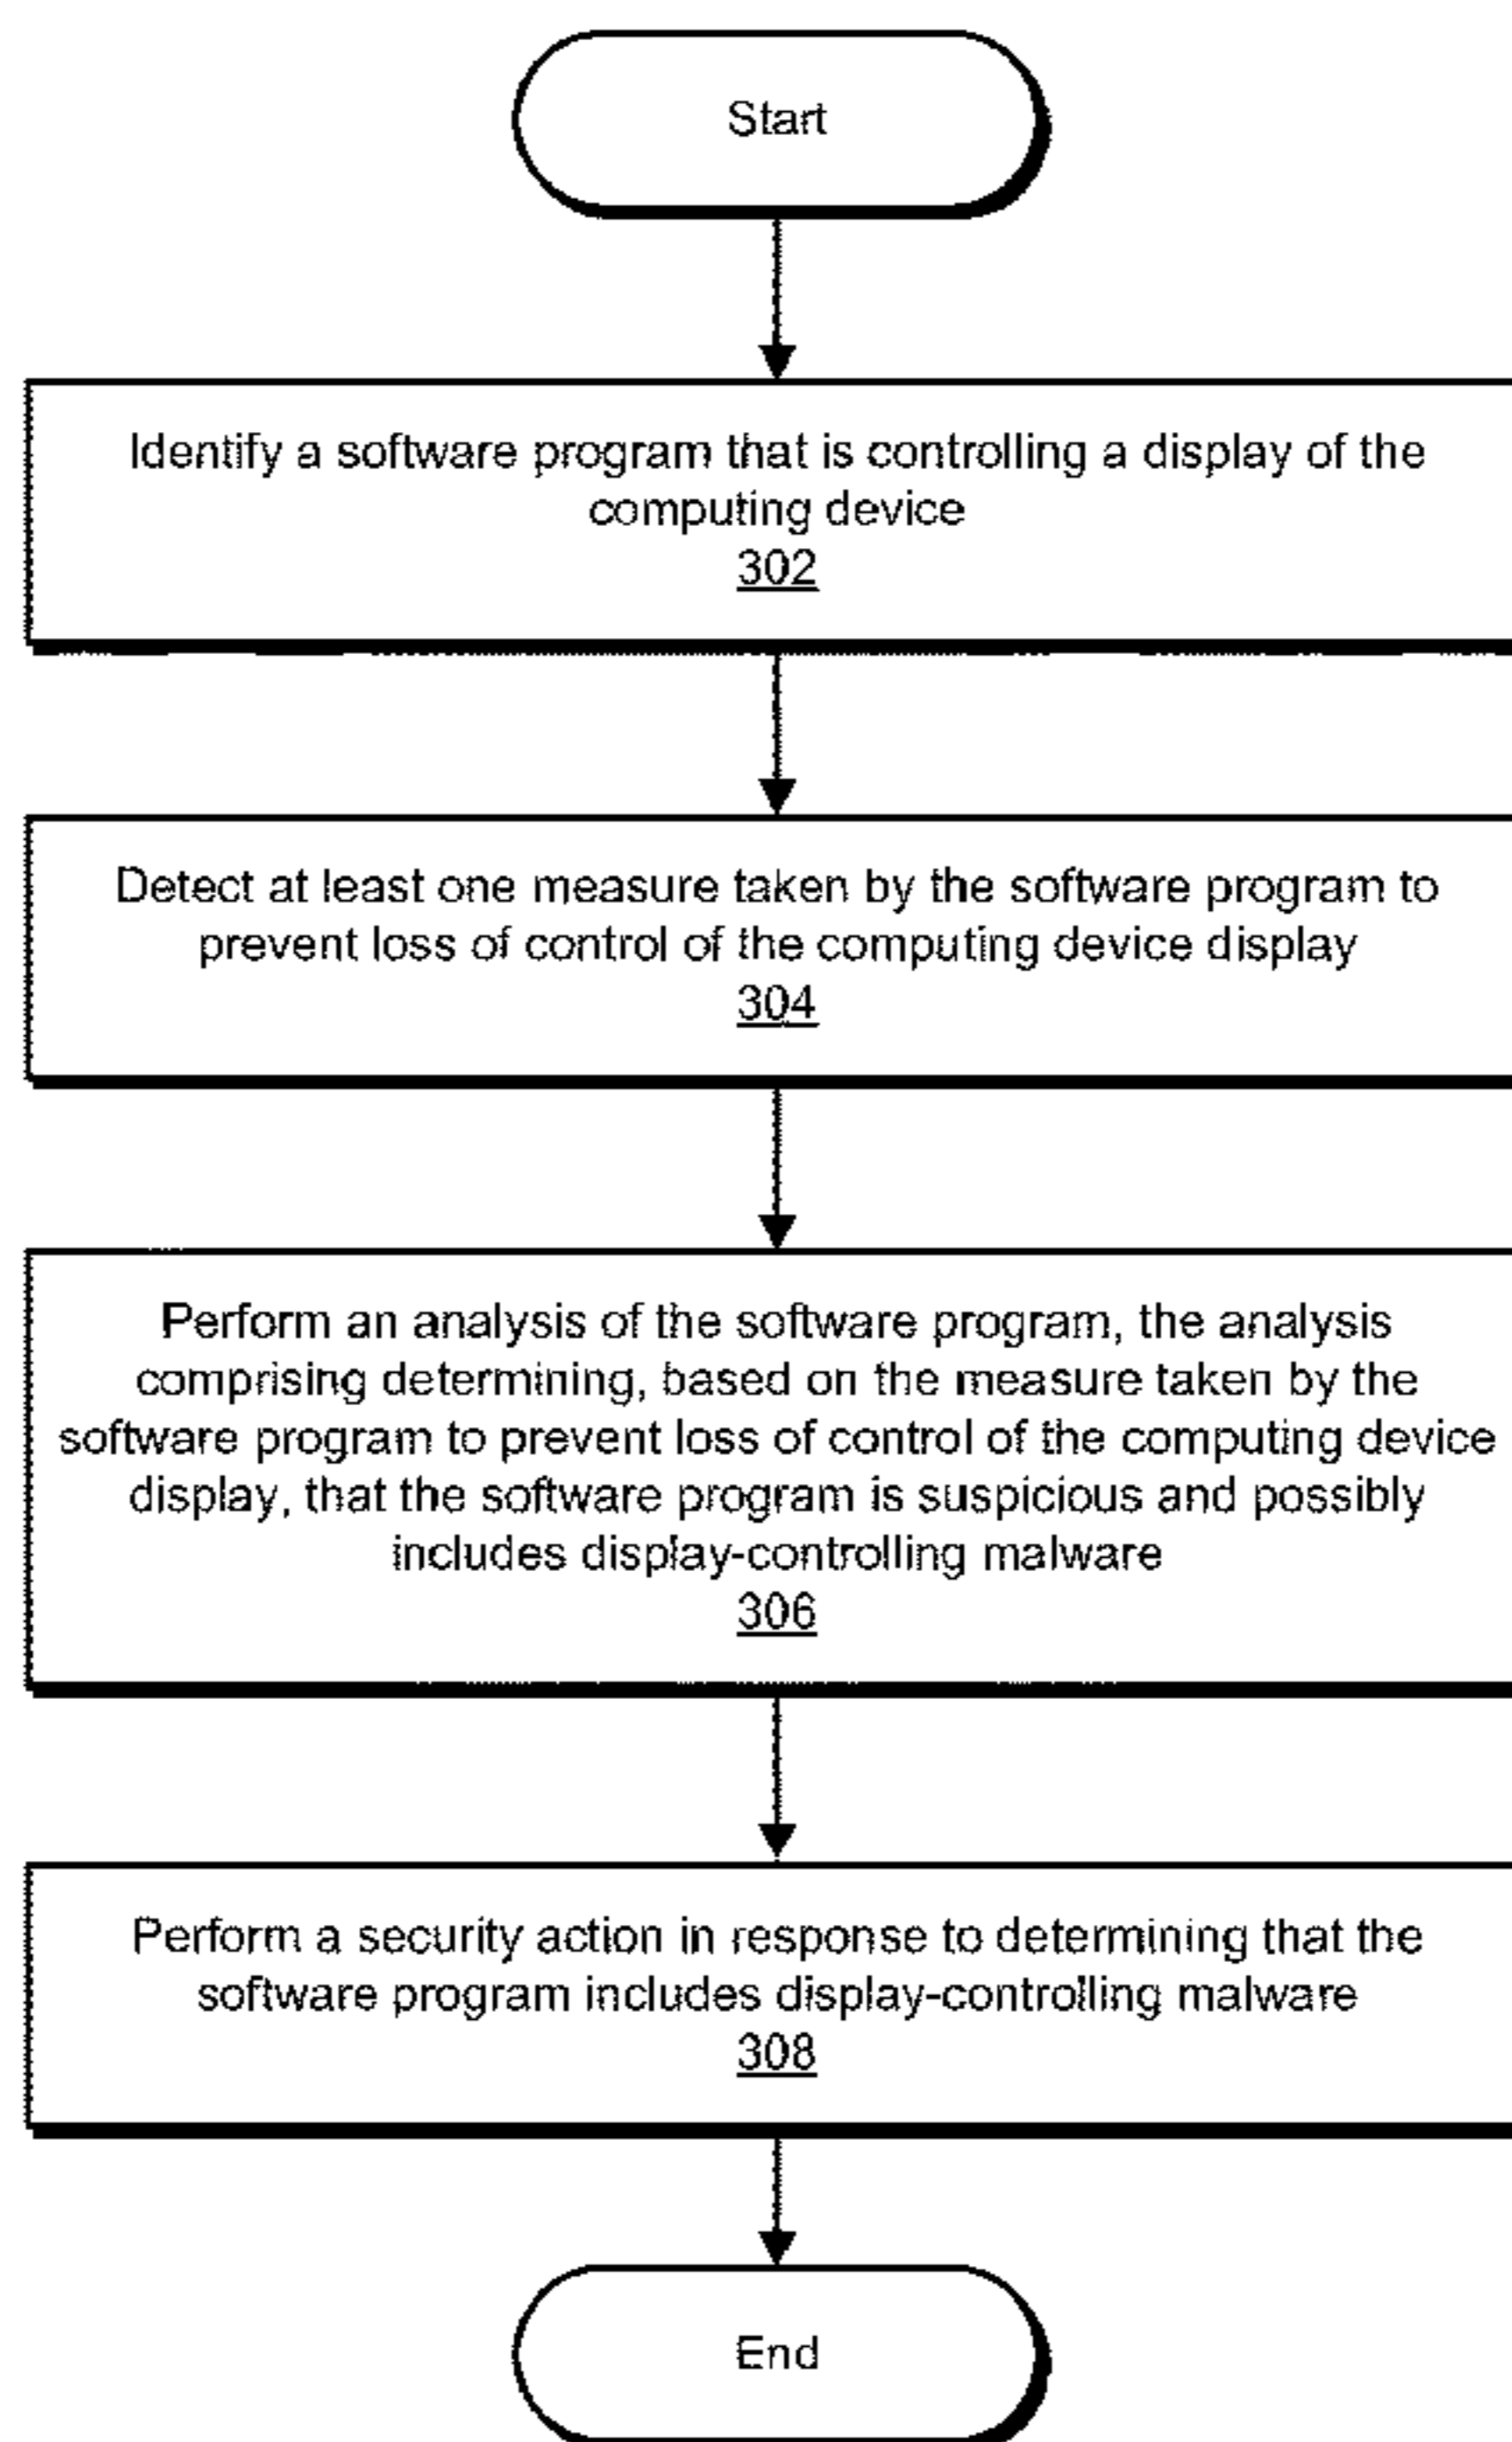 Start
Identify a software program that is controlling a display of the
computing device
302
Detect at least one measure taken by the software program to
prevent loss of control of the computing device display
304
Perform an analysis of the software program, the analysis
comprising determining, based on the measure taken by the
software program to prevent loss of control of the computing device
display, that the software program is suspicious and possibly
includes display-controlling malware
306
Perform a security action in response to determining that the
software program includes display-controlling malware
308
End